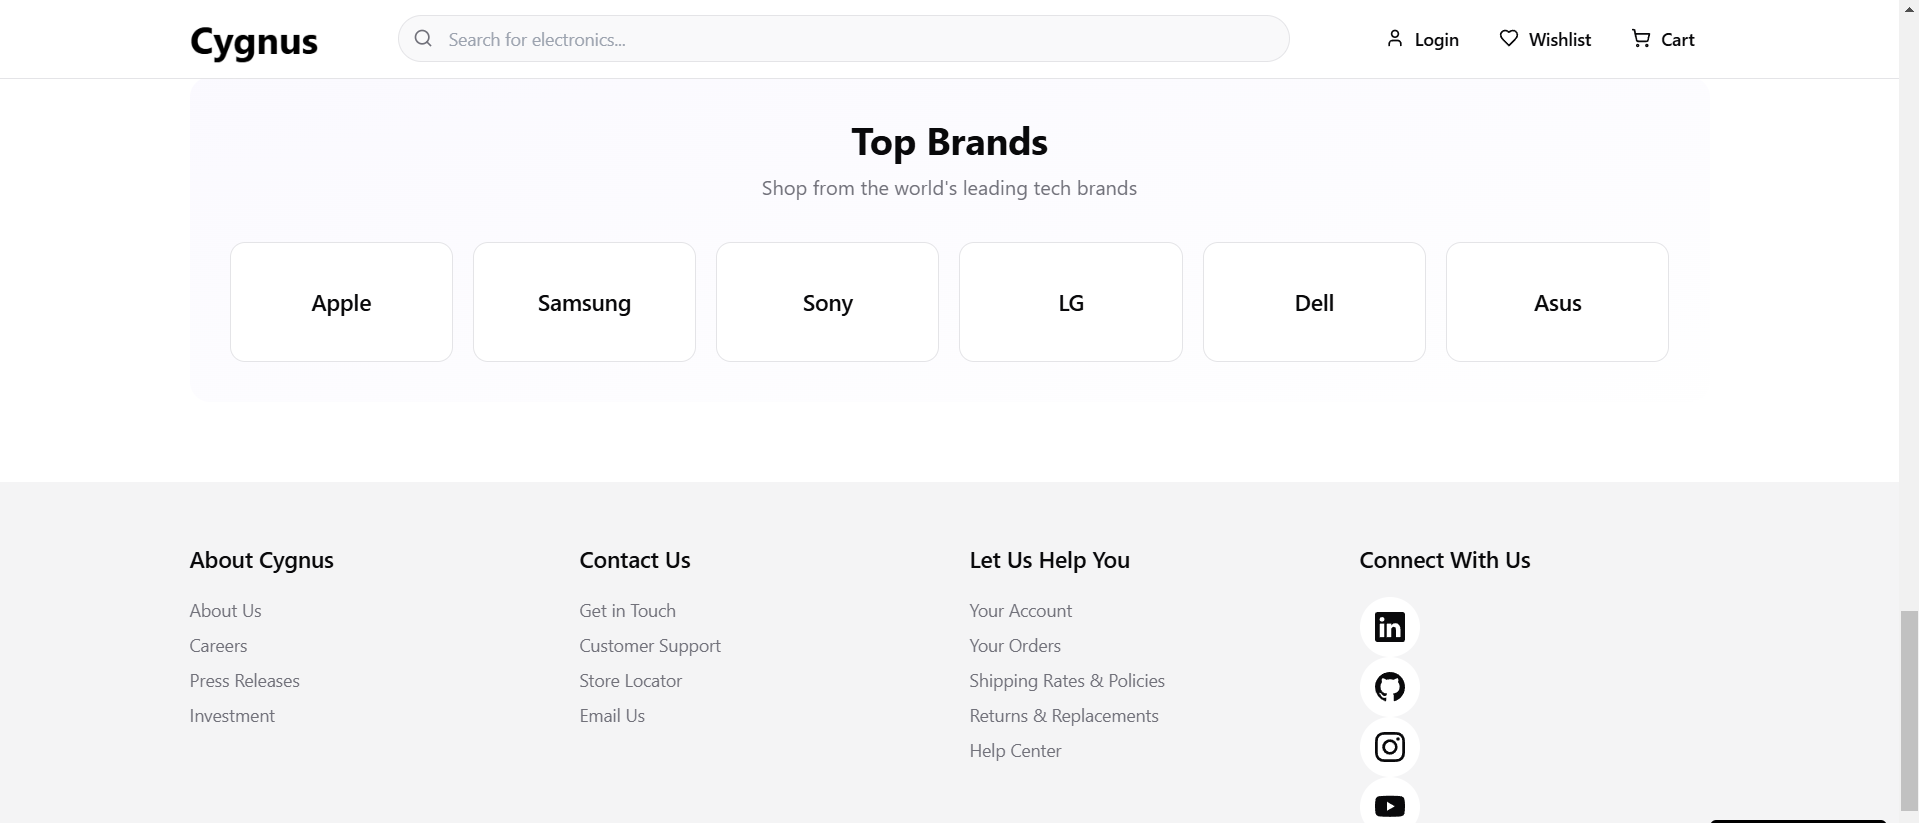 Cygnus
Search for electronics...
Login
Wishlist
Cart
Top Brands
Shop from the world's leading tech brands
Apple
Samsung
Sony
LG
Dell
Asus
About Cygnus
About Us
Careers
Press Releases
Investment
Contact Us
Get in Touch
Customer Support
Store Locator
Email Us
Let Us Help You
Your Account
Your Orders
Shipping Rates & Policies
Returns & Replacements
Help Center
Connect With Us
in